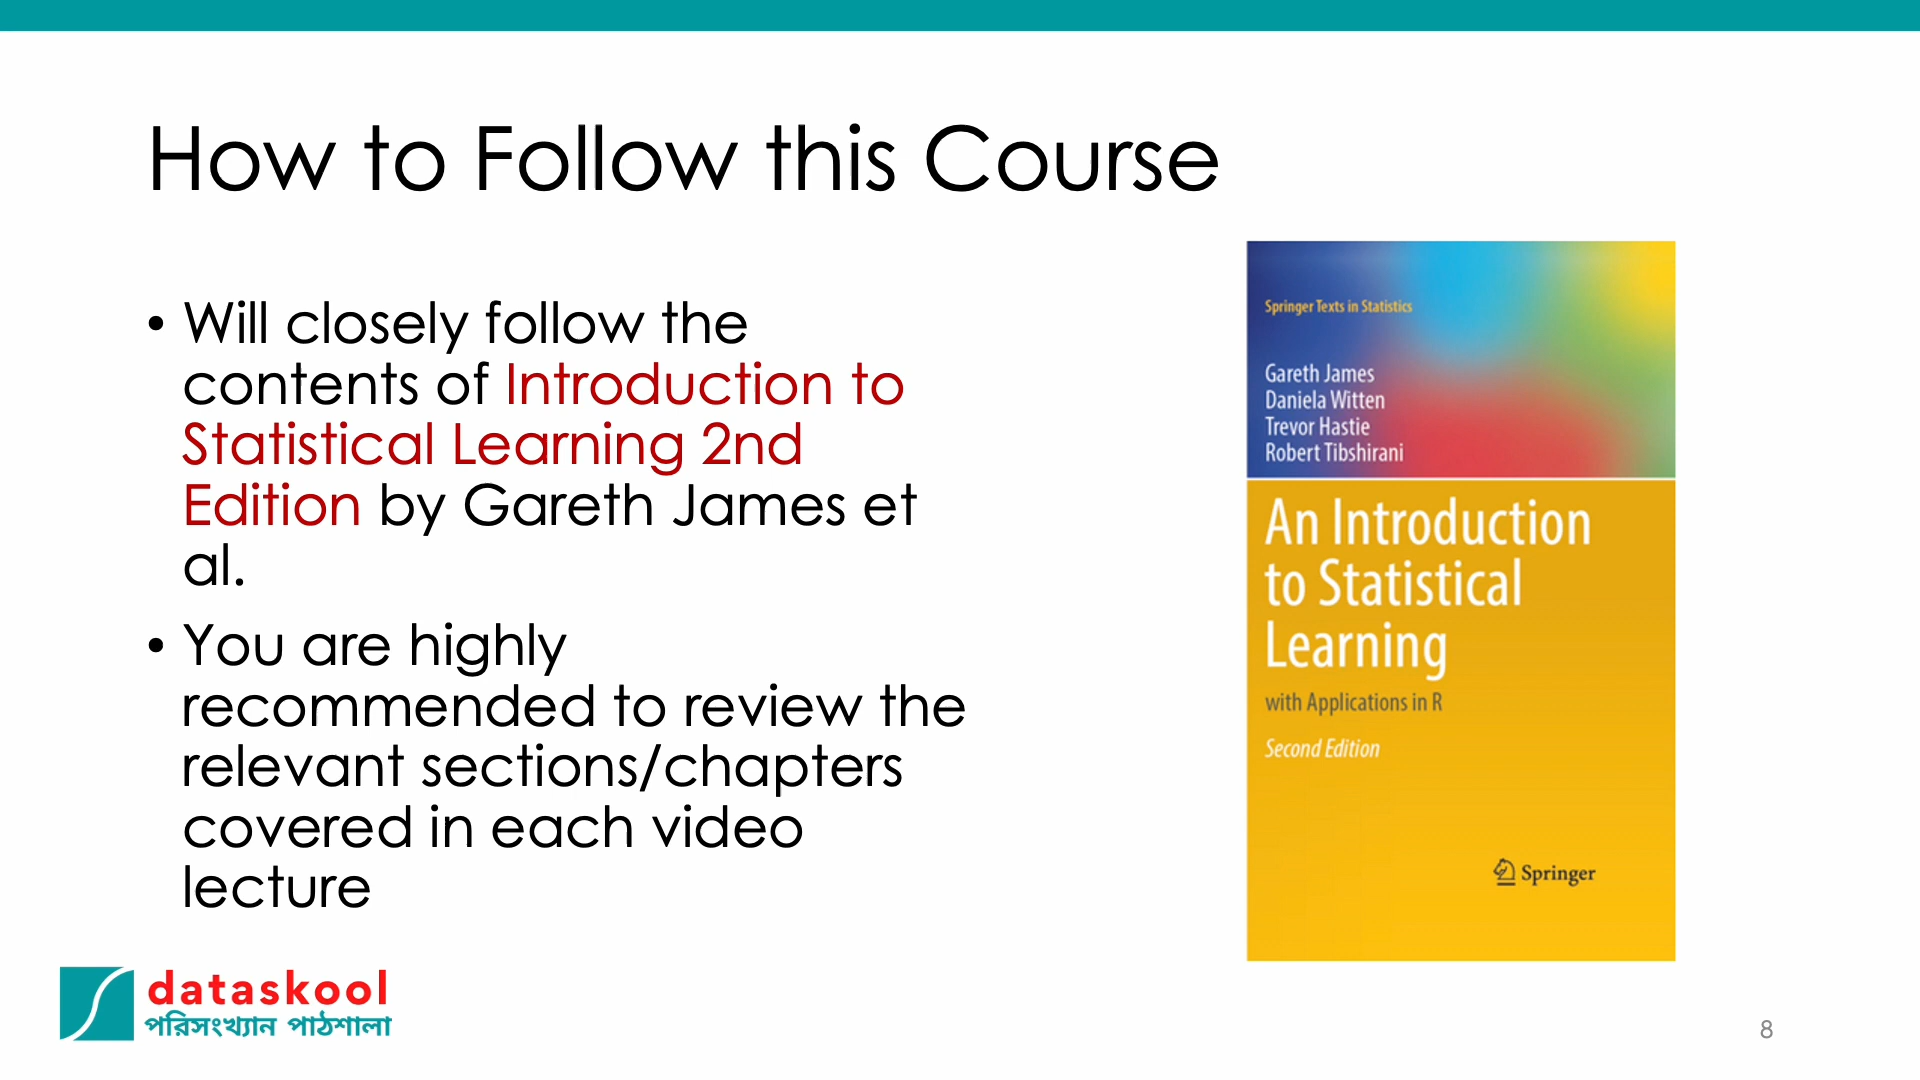 How to Follow this Course
• Will closely follow the
contents of Introduction to
Statistical Learning 2nd
Edition by Gareth James et
al.
• You are highly
recommended to review the
relevant sections/chapters
covered in each video
lecture
Springer Texts in Statistics
Gareth James
Daniela Witten
Trevor Hastie
Robert Tibshirani
An Introduction
to Statistical
Learning
with Applications in R
Second Edition
Springer
dataskool
পরিসংখ্যান পাঠশালা
8